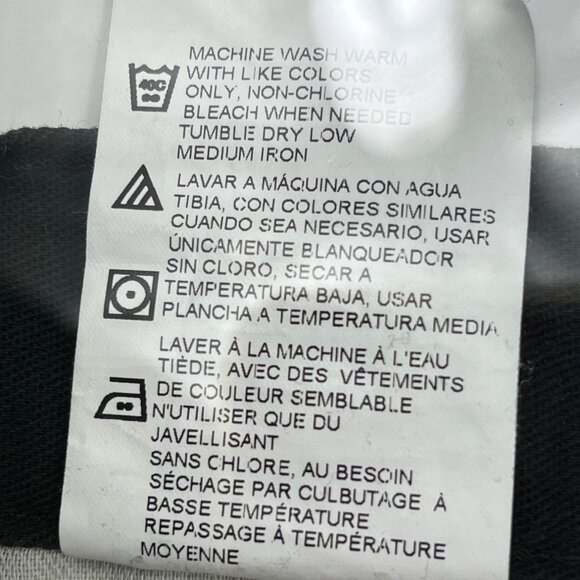 MACHINE WASH WARM
WITH LIKE COLORS
ONLY, NON-CHLORINE
BLEACH WHEN NEEDED
TUMBLE DRY LOW
MEDIUM IRON
40C
LAVAR A MÁQUINA CON AGUA
TIBIA, CON COLORES SIMILARES
CUANDO SEA NECESARIO, USAR
ÚNICAMENTE BLANQUEADOR
SIN CLORO, SECAR A
TEMPERATURA BAJA, USAR
PLANCHA A TEMPERATURA MEDIA
LAVER À LA MACHINE À L'EAU
TIÈDE, AVEC DES VÊTEMENTS
DE COULEUR SEMBLABLE
N'UTILISER QUE DU
JAVELLISANT
SANS CHLORE, AU BESOIN
SÉCHAGE PAR CULBUTAGE À
BASSE TEMPÉRATURE
REPASSAGE À TEMPÉRATURE
MOYENNE